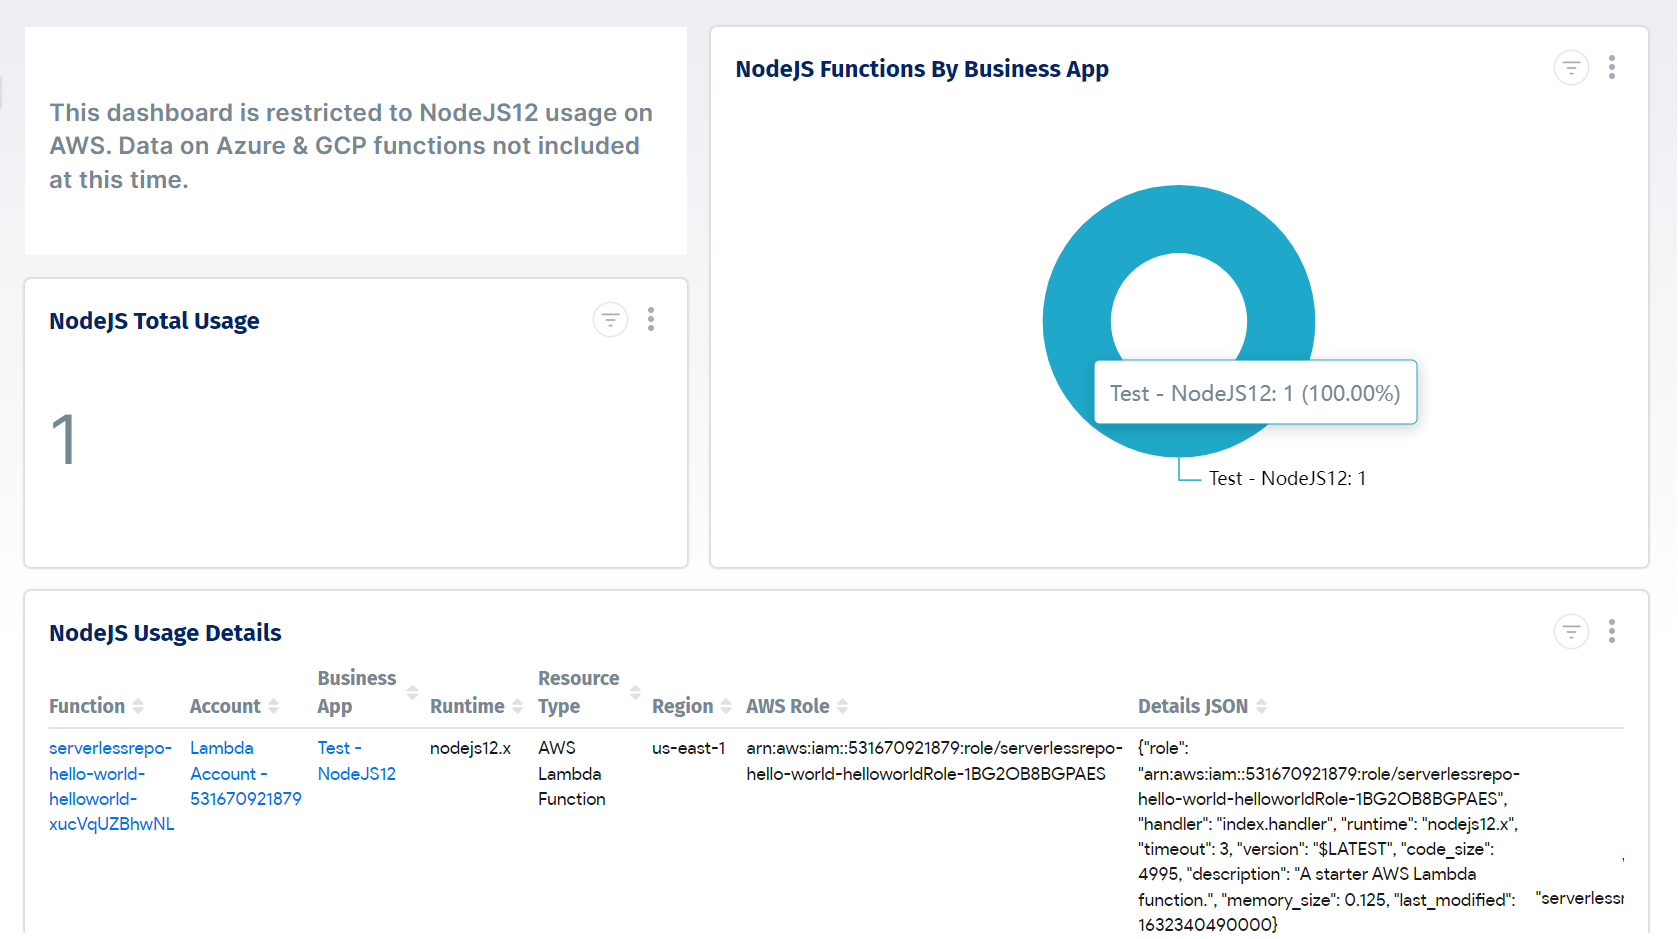 This dashboard is restricted to NodeJS12 usage on
AWS. Data on Azure & GCP functions not included
at this time.
NodeJS Total Usage
1
NodeJS Functions By Business App
Test - NodeJS12: 1 (100.00%)
Test - NodeJS12: 1
NodeJS Usage Details
Function
Account
Business
App
Runtime
Resource
Type
Region
AWS Role
Details JSON
serverlessrepo-
hello-world-
helloworld-
xucVqUZBhwNL
Lambda
Account -
531670921879
Test -
NodeJS12
nodejs12.x
AWS
Lambda
Function
us-east-1
arn:aws:iam::531670921879:role/serverlessrepo-
hello-world-helloworldRole-1BG2OB8BGPAES
{"role":
"arn:aws:iam::531670921879:role/serverlessrepo-
hello-world-helloworldRole-1BG2OB8BGPAES",
"handler": "index.handler", "runtime": "nodejs12.x",
"timeout": 3, "version": "$LATEST", "code_size":
4995, "description": "A starter AWS Lambda
function.", "memory_size": 0.125, "last_modified":
1632340490000}